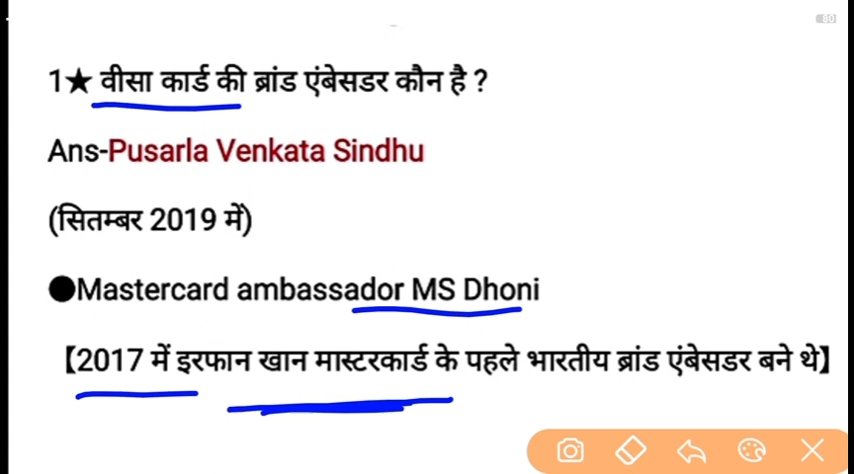 80
1★ वीसा कार्ड की ब्रांड एंबेसडर कौन है ?
Ans-Pusarla Venkata Sindhu
(सितम्बर 2019 में)
●Mastercard ambassador MS Dhoni
【2017 में इरफान खान मास्टरकार्ड के पहले भारतीय ब्रांड एंबेसडर बने थे】